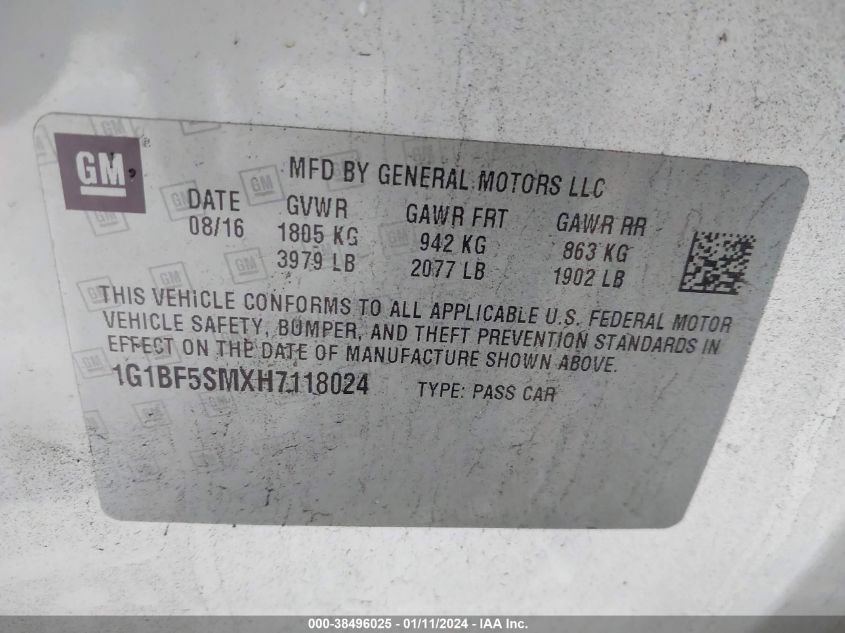 GM
MFD BY GENERAL MOTORS LLC
DATE GVWR GAWR FRT GAWR RR
08/16 1805 KG 942 KG 863 KG
3979 LB 2077 LB 1902 LB
THIS VEHICLE CONFORMS TO ALL APPLICABLE U.S. FEDERAL MOTOR
VEHICLE SAFETY, BUMPER, AND THEFT PREVENTION STANDARDS IN
EFFECT ON THE DATE OF MANUFACTURE SHOWN ABOVE.
1G1BF5SMXH7118024 TYPE: PASS CAR
000-38496025 - 01/11/2024 - IAA Inc.